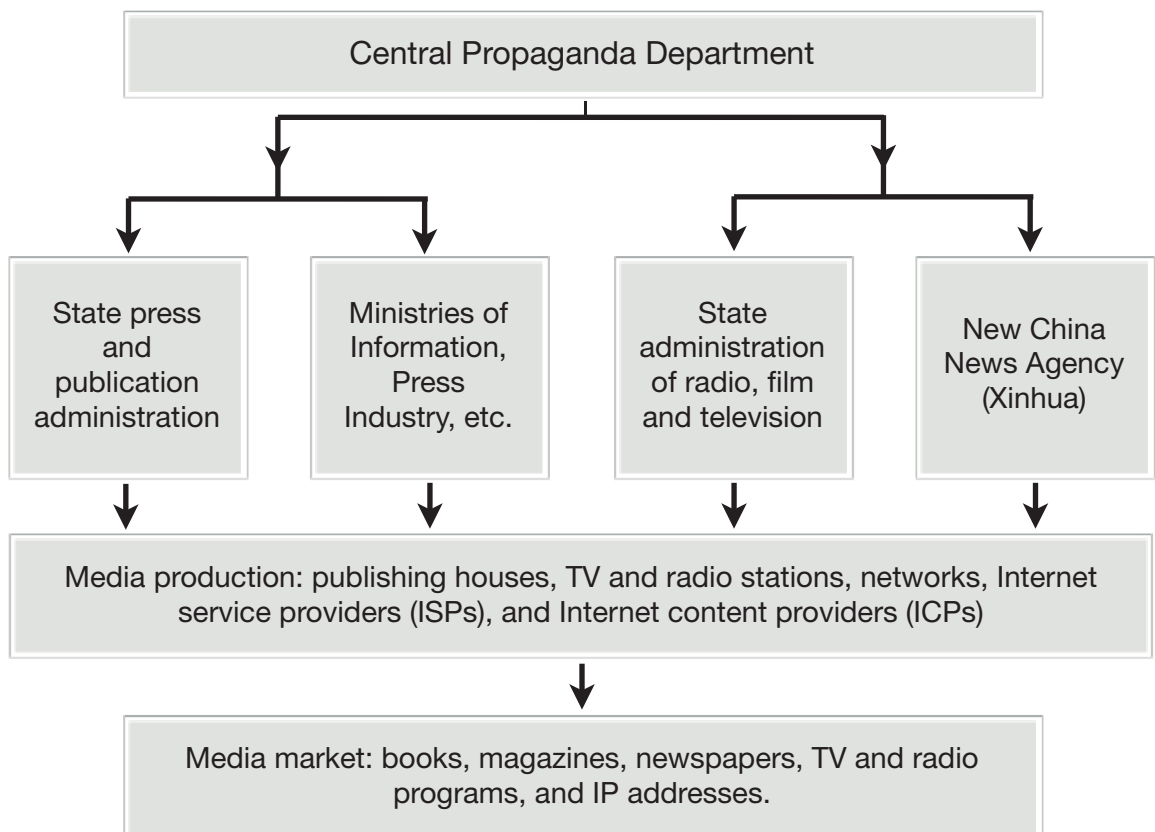 Central Propaganda Department
State press
and
publication
administration
Ministries of
Information,
Press
Industry, etc.
State
administration
of radio, film
and television
New China
News Agency
(Xinhua)
Media production: publishing houses, TV and radio stations, networks, Internet
service providers (ISPs), and Internet content providers (ICPs)
Media market: books, magazines, newspapers, TV and radio
programs, and IP addresses.